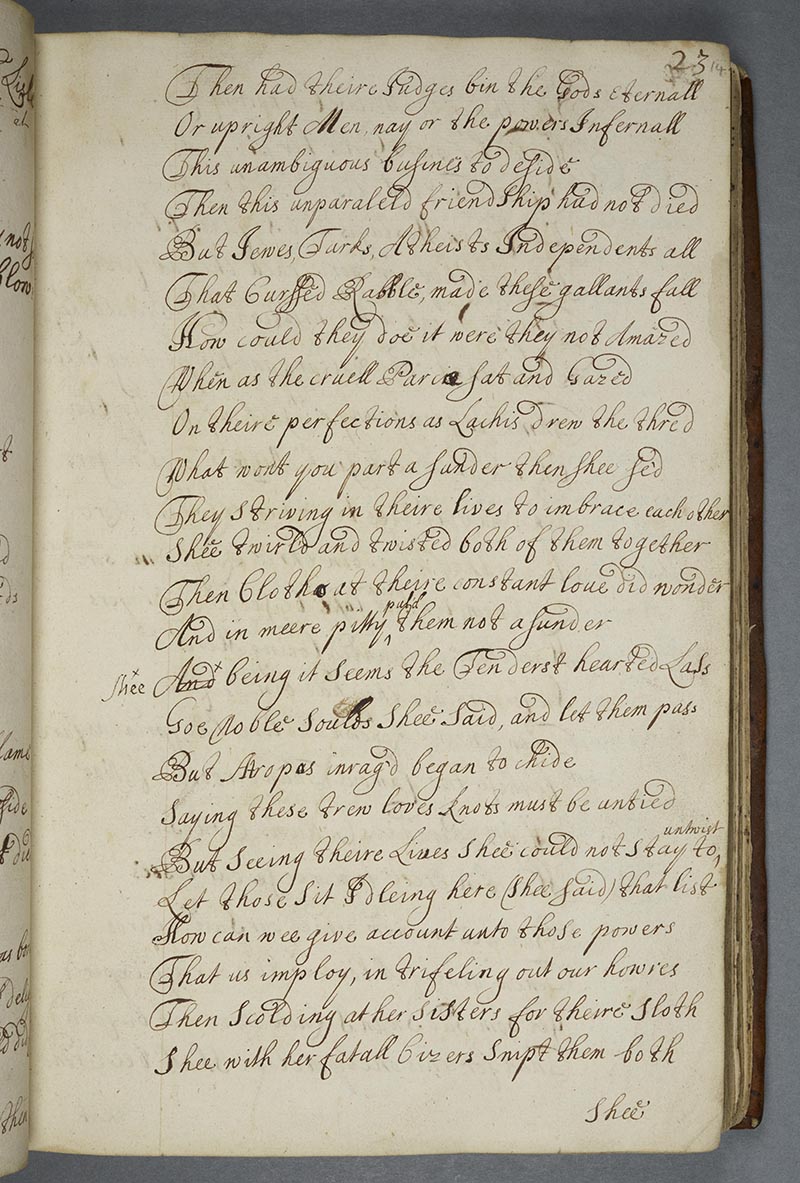 23
14
Then had theire Judges bin the Gods Eternall
Or upright Men, nay or the powers Infernall
This unambiguous busines to deside
Then this unparaleld friendShip had not died
But Jewes, Turks, Atheists Independents all
That Curssed Rabble, made these gallants fall
How could they doe it were they not Amazed
When as the cruell Parcæ sat and Gazed
On theire perfections as Lachis drew the thred
What wont you part a sunder then shee sed
They Striving in theire lives to imbrace each other
Shee twirld and twisted both of them together
Then Clotho at theire constant love did wonder
puld
And in meere pitty ^ them not a sunder
Shee x And x being it seems the Tenderst hearted Lass
Goe Noble Souls Shee Said, and let them pass
But Atropos inrag'd began to chide
Saying these trew loves knots must be untied
untwist
But Seeing theire Lives Shee could not Stay to,
Let those Sit Idleing here (Shee Said) that list
How can wee give account unto those powers
That us imploy, in trifeling out our howres
Then Scolding at her Sisters for theire Sloth
Shee with her fatall Cizers Snipt them both
Shee